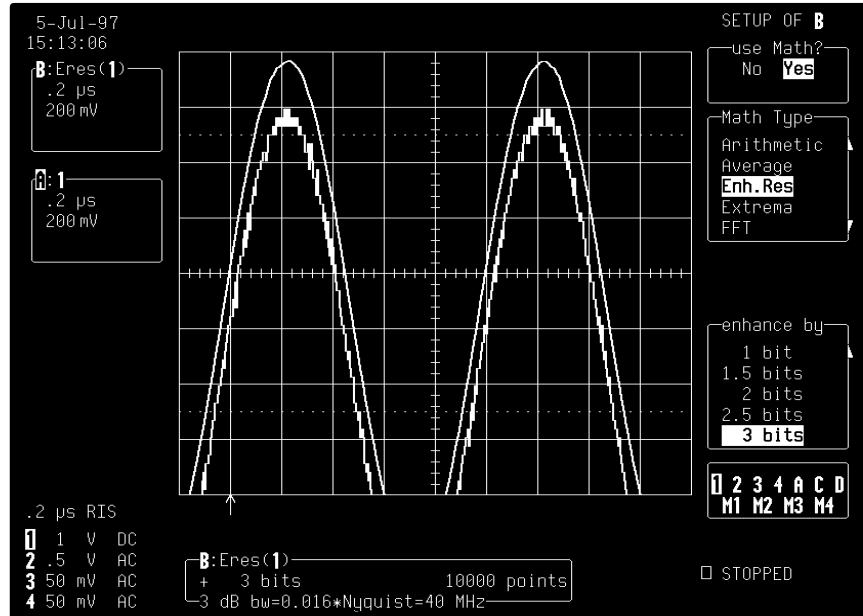 5-Jul-97
15:13:06
B:Eres(1)
.2 µs
200 mV
A:1
.2 µs
200 mV
SETUP OF B
use Math?
No Yes
Math Type
Arithmetic
Average
Enh.Res
Extrema
FFT
enhance by
1 bit
1.5 bits
2 bits
2.5 bits
3 bits
1 2 3 4 A C D
M1 M2 M3 M4
.2 µs RIS
1 1 V DC
2 .5 V AC
3 50 mV AC
4 50 mV AC
B:Eres(1)
+ 3 bits 10000 points
3 dB bw=0.016*Nyquist=40 MHz
□ STOPPED